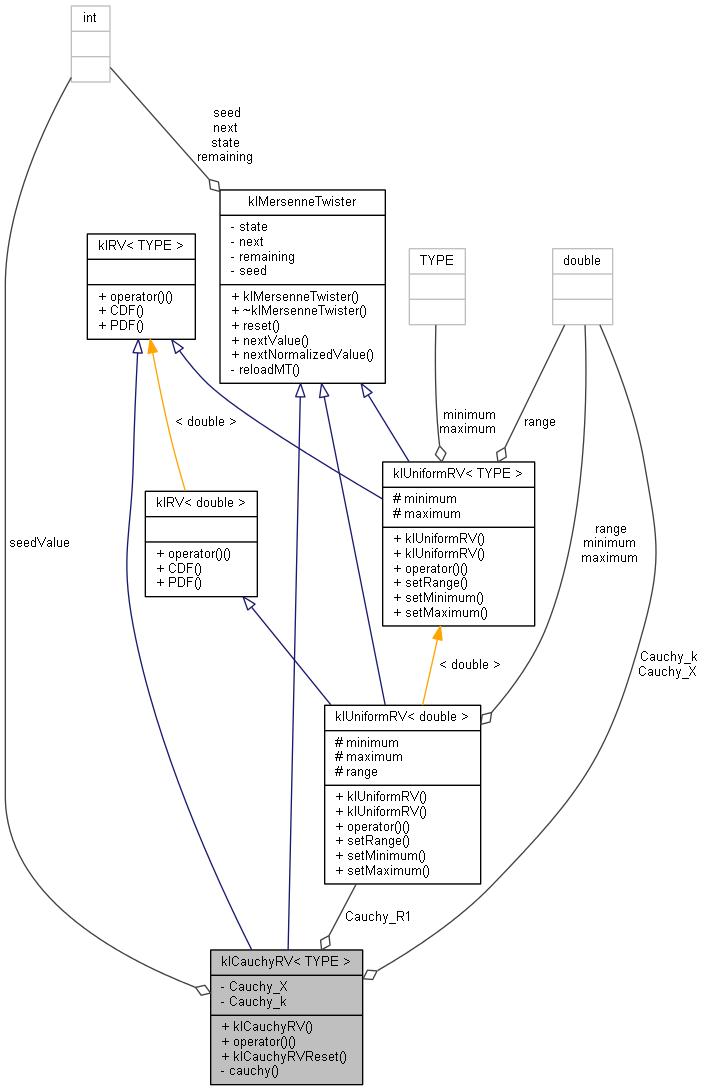 int
seed
next
state
remaining
klMersenneTwister
- state
- next
- remaining
- seed
+ klMersenneTwister()
+ ~klMersenneTwister()
+ reset()
+ nextValue()
+ nextNormalizedValue()
- reloadMT()
klRV< TYPE >
+ operator()()
+ CDF()
+ PDF()
TYPE
double
< double >
minimum
maximum
range
klUniformRV< TYPE >
# minimum
# maximum
+ klUniformRV()
+ klUniformRV()
+ operator()()
+ setRange()
+ setMinimum()
+ setMaximum()
klRV< double >
+ operator()()
+ CDF()
+ PDF()
seedValue
range
minimum
maximum
< double >
Cauchy_k
Cauchy_X
klUniformRV< double >
# minimum
# maximum
# range
+ klUniformRV()
+ klUniformRV()
+ operator()()
+ setRange()
+ setMinimum()
+ setMaximum()
Cauchy_R1
klCauchyRV< TYPE >
- Cauchy_X
- Cauchy_k
+ klCauchyRV()
+ operator()()
+ klCauchyRVReset()
- cauchy()